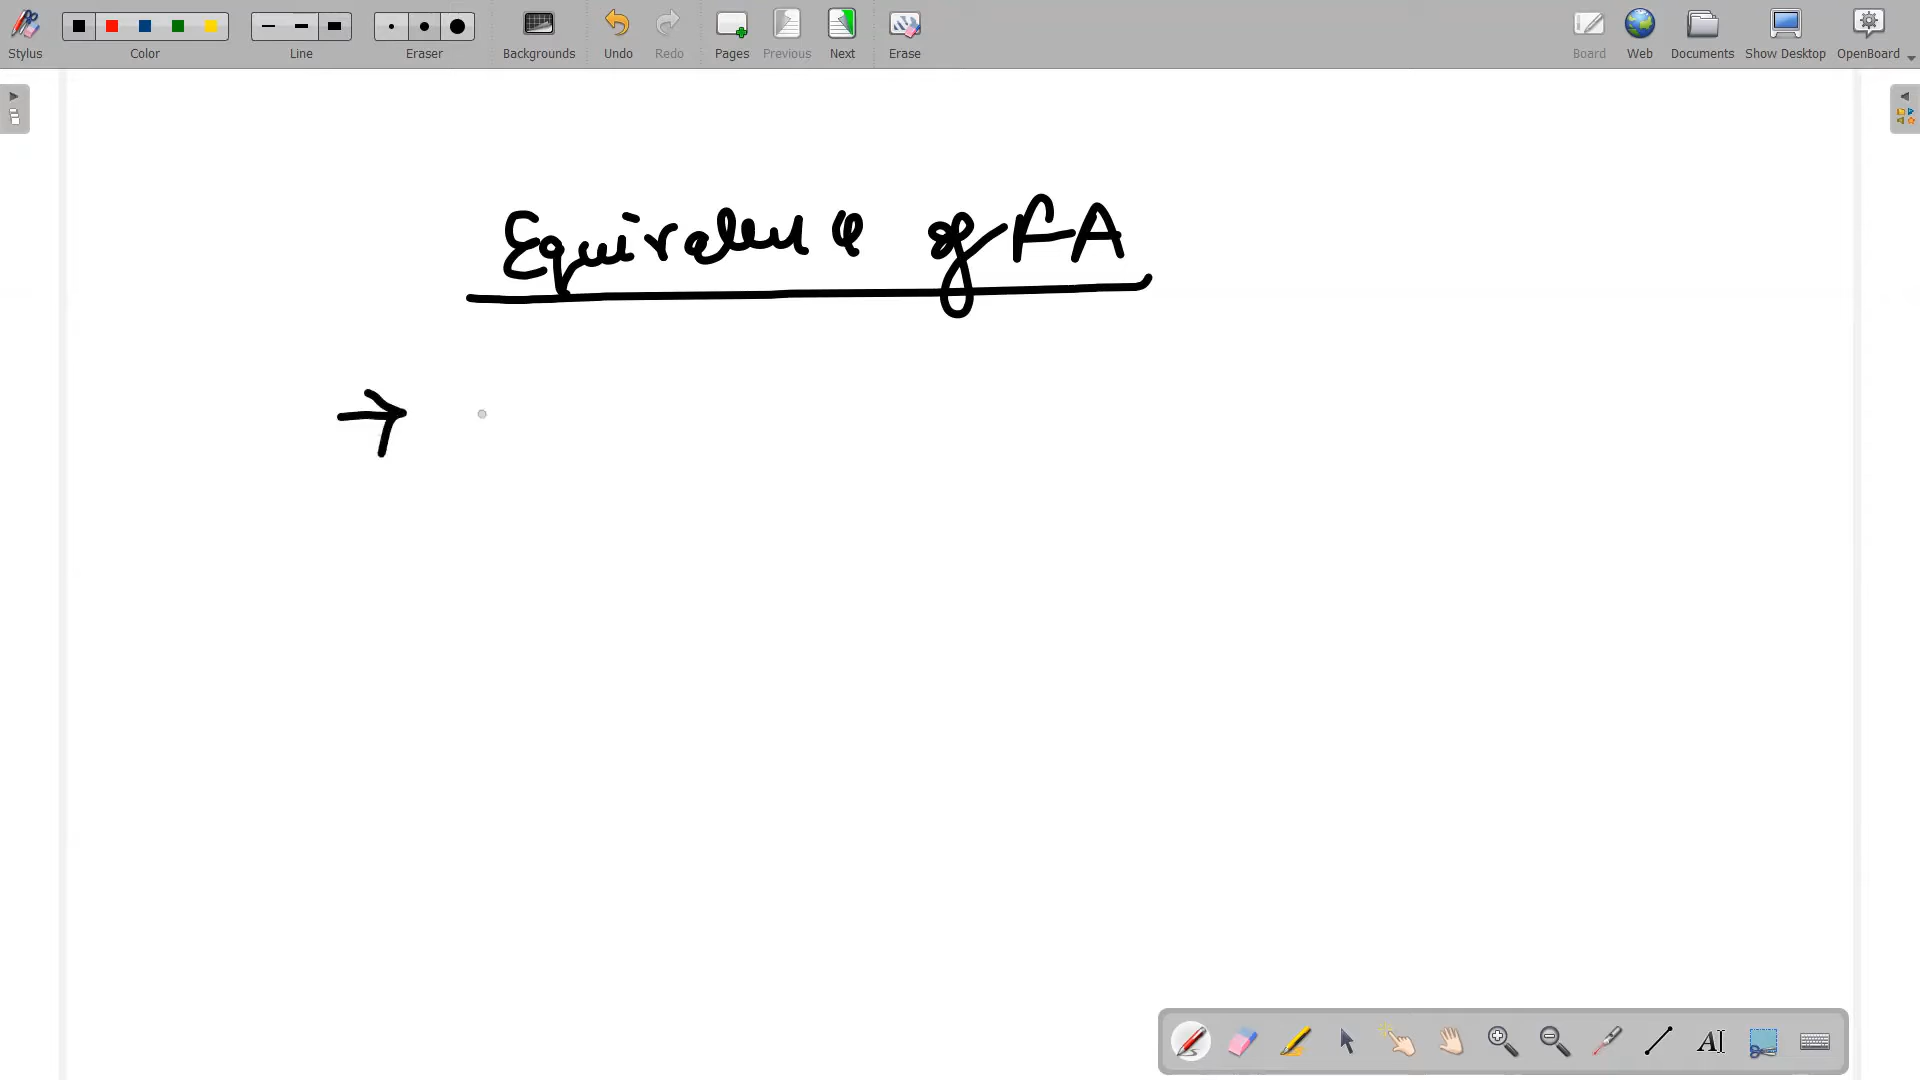 Stylus Color Line Eraser Backgrounds Undo Redo Pages Previous Next Erase Board Web Documents Show Desktop OpenBoard
of FA
→